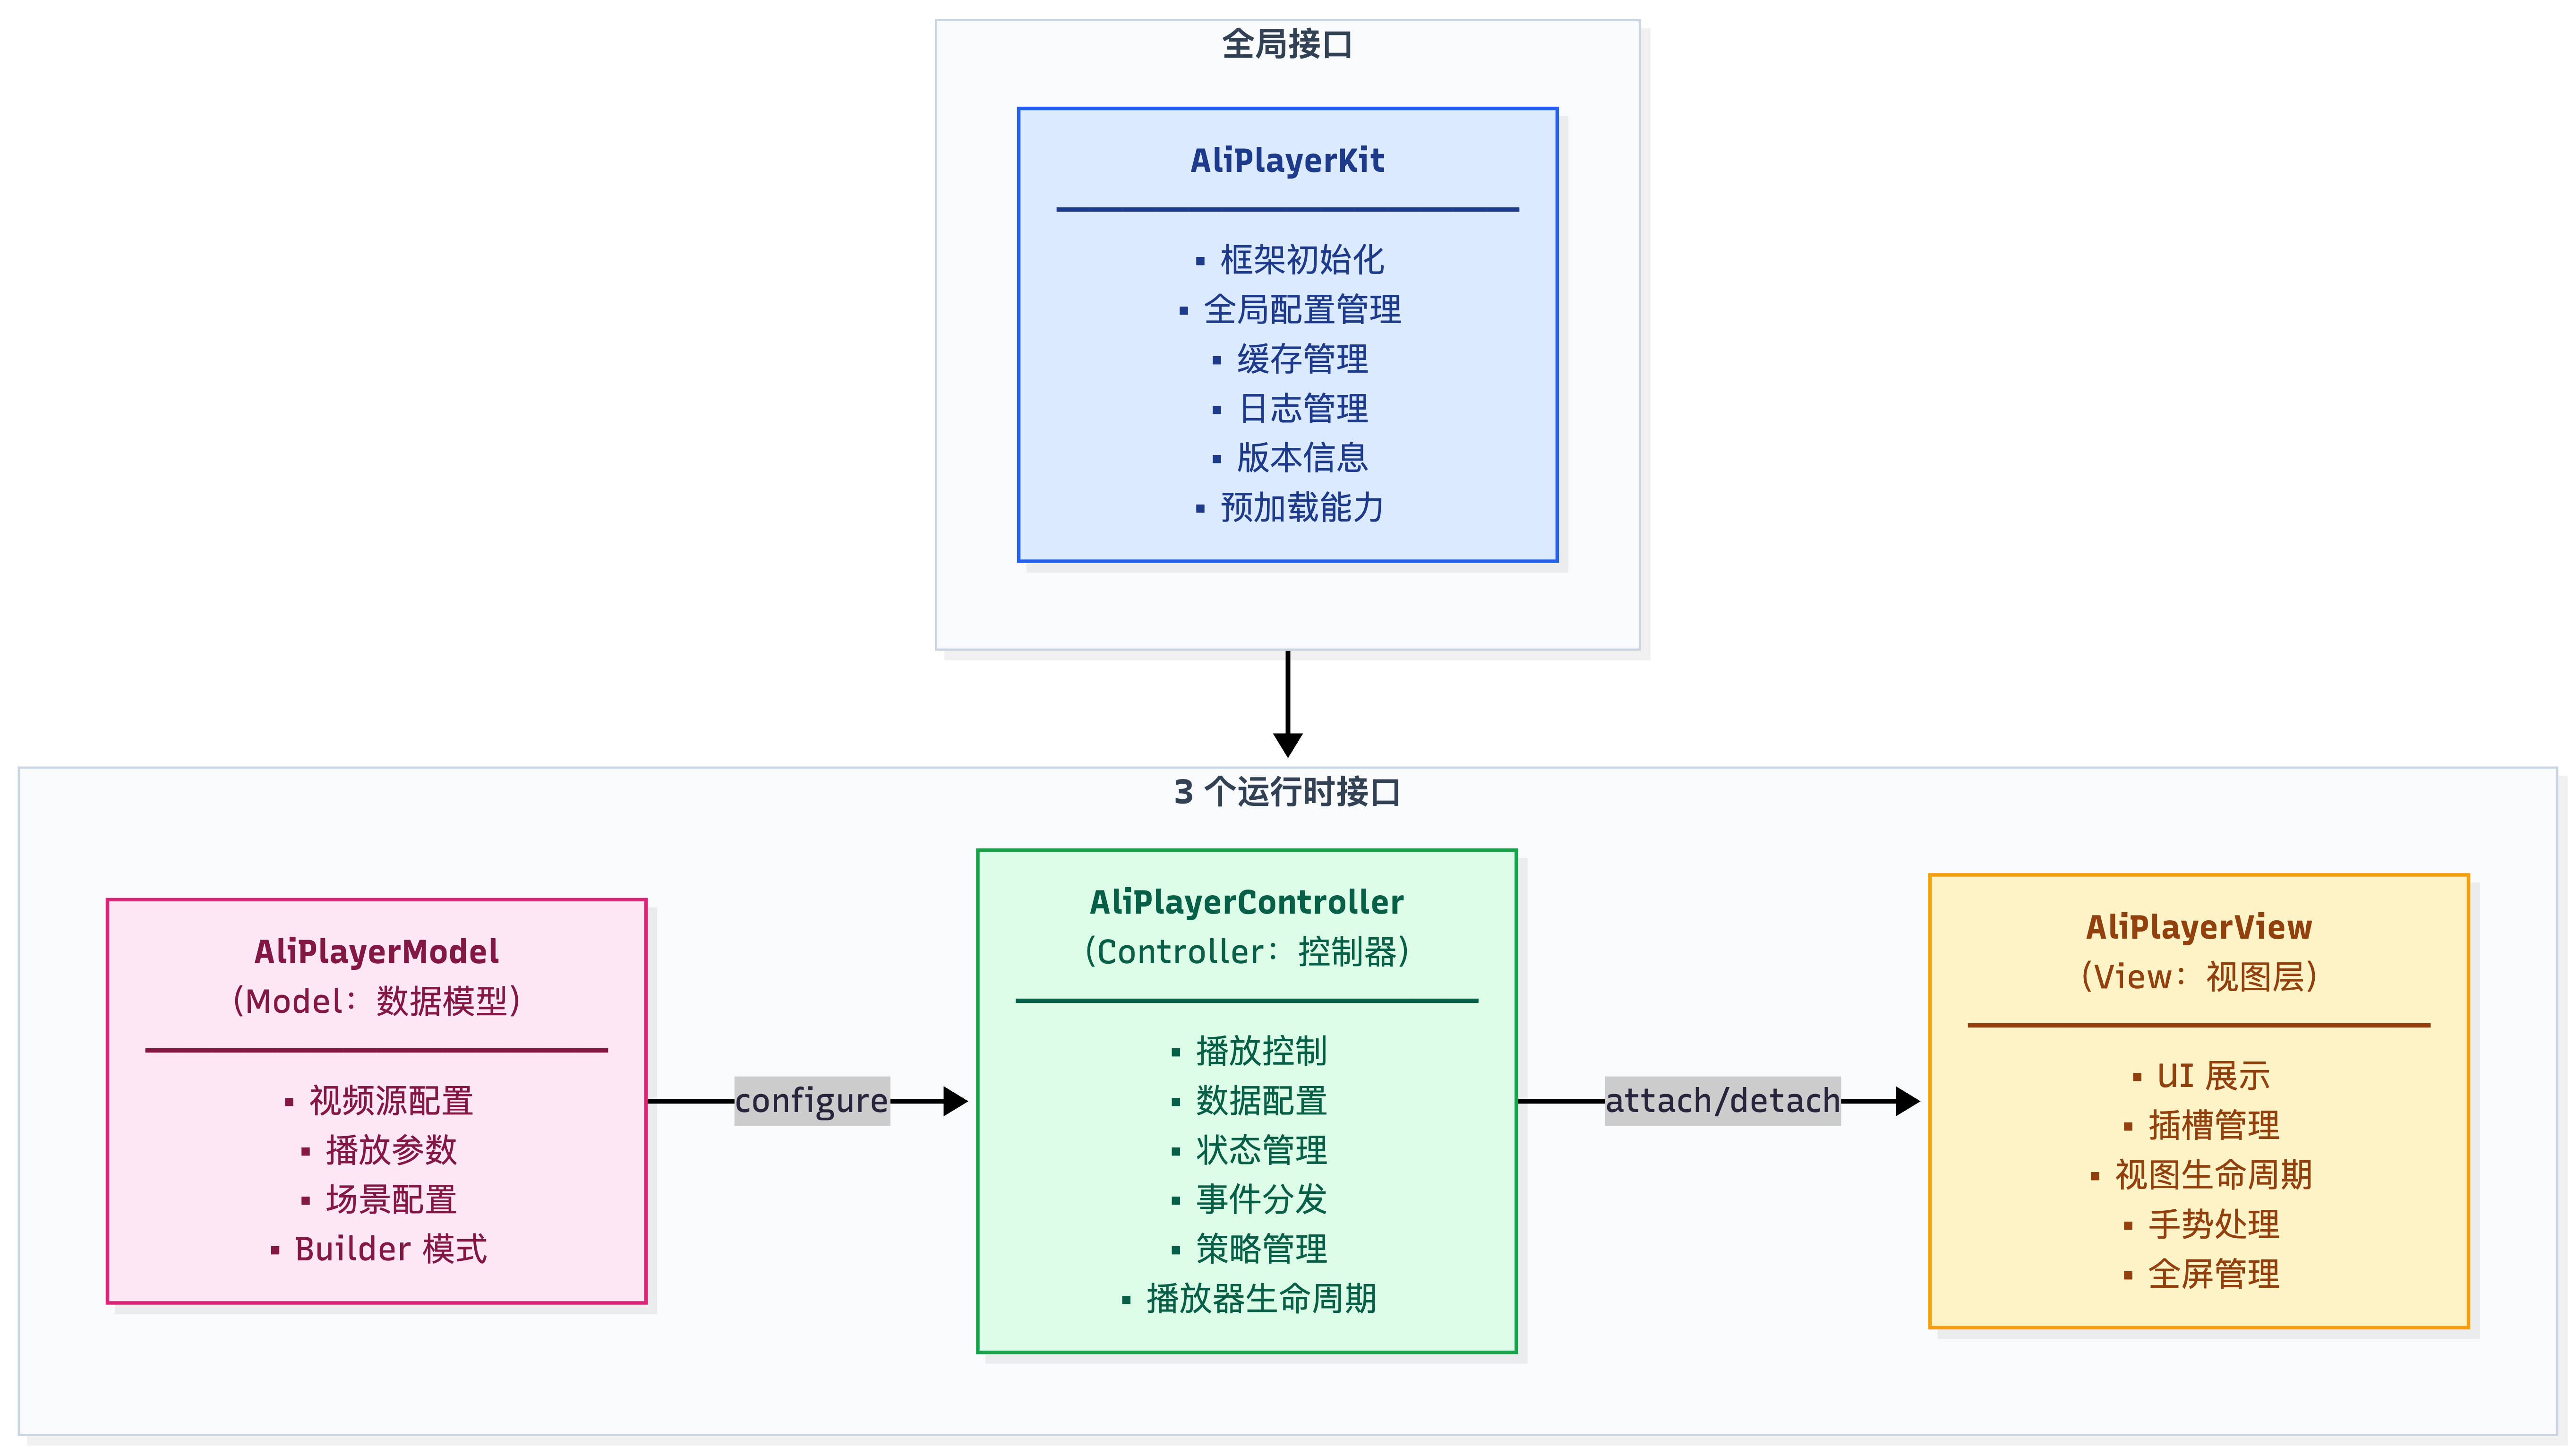 全局接口
AliPlayerKit
▪ 框架初始化
▪ 全局配置管理
▪ 缓存管理
▪ 日志管理
▪ 版本信息
▪ 预加载能力
3 个运行时接口
AliPlayerModel
(Model：数据模型)
▪ 视频源配置
▪ 播放参数
▪ 场景配置
▪ Builder 模式
configure
AliPlayerController
(Controller：控制器)
▪ 播放控制
▪ 数据配置
▪ 状态管理
▪ 事件分发
▪ 策略管理
▪ 播放器生命周期
attach/detach
AliPlayerView
(View：视图层)
▪ UI 展示
▪ 插槽管理
▪ 视图生命周期
▪ 手势处理
▪ 全屏管理